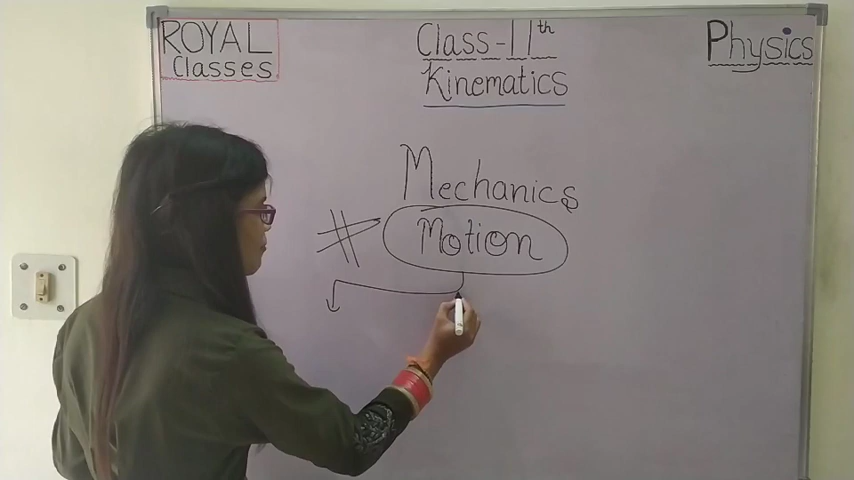 ROYAL
Classes
Class-11th
Kinematics
Physics
Mechanics
# Motion